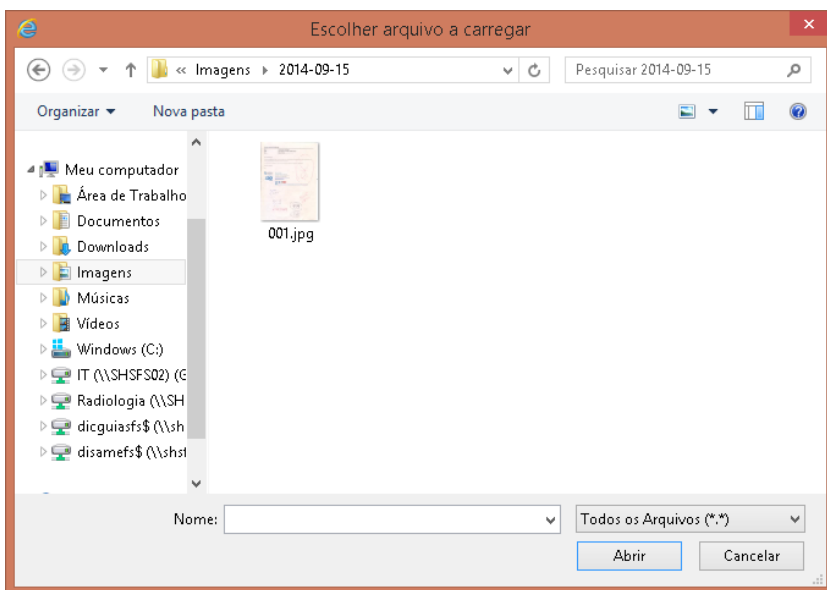 Escolher arquivo a carregar
« Imagens 2014-09-15
Pesquisar 2014-09-15
Organizar
Nova pasta
Meu computador
Área de Trabalho
Documentos
Downloads
Imagens
Músicas
Vídeos
Windows (C:)
IT (\\SHSFS02) (G
Radiologia (\\SH
dicguiasfs$ (\\sh
disamefs$ (\\shsf
001.jpg
Nome:
Todos os Arquivos (*.*)
Abrir
Cancelar